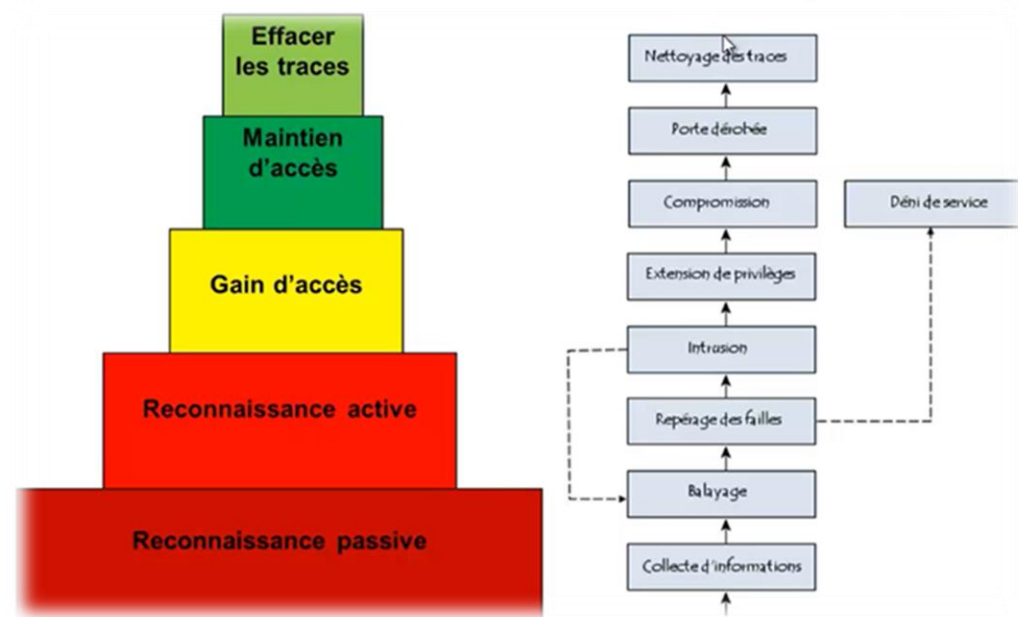 Effacer
les traces
Maintien
d'accès
Gain d'accès
Reconnaissance active
Reconnaissance passive
Nettoyage des traces
Porte dérobée
Compromission
Déni de service
Extension de privilèges
Intrusion
Repérage des failles
Balayage
Collecte d'informations